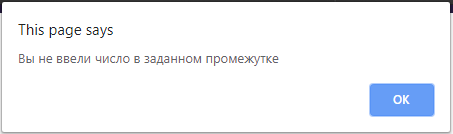 This page says
Вы не ввели число в заданном промежутке
OK